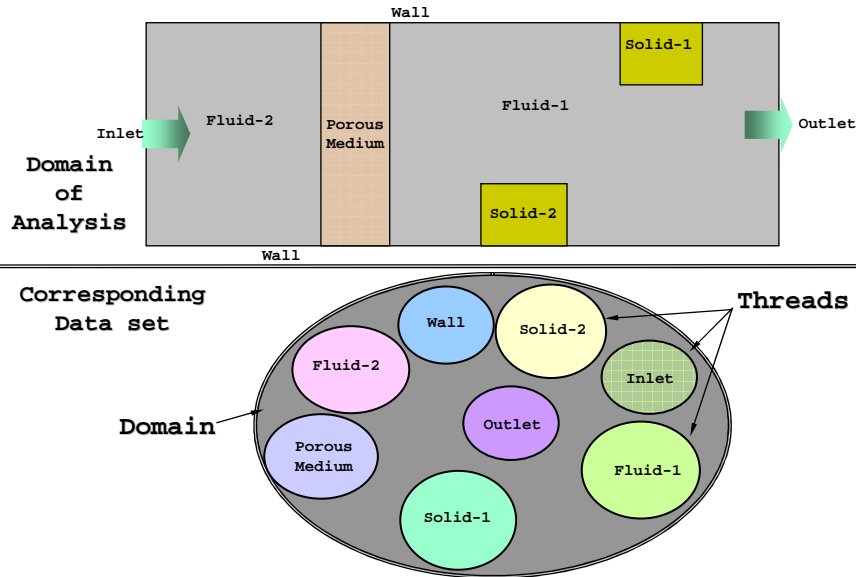 Wall
Solid-1
Fluid-1
Fluid-2
Porous
Medium
Inlet
Outlet
Domain
of
Analysis
Solid-2
Wall
Corresponding
Data set
Threads
Wall
Solid-2
Fluid-2
Inlet
Domain
Outlet
Porous
Medium
Fluid-1
Solid-1